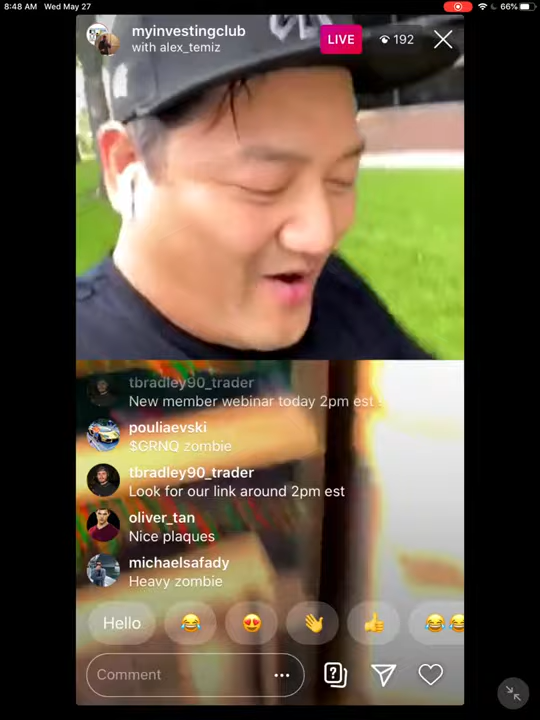 8:48 AM Wed May 27
66%
myinvestingclub
with alex_temiz
LIVE
192
tbradley90_trader
New member webinar today 2pm est
pouliaevski
$GRNQ zombie
tbradley90_trader
Look for our link around 2pm est
oliver_tan
Nice plaques
michaelsafady
Heavy zombie
Hello 😂 😍 👋 👍 😂😂
Comment